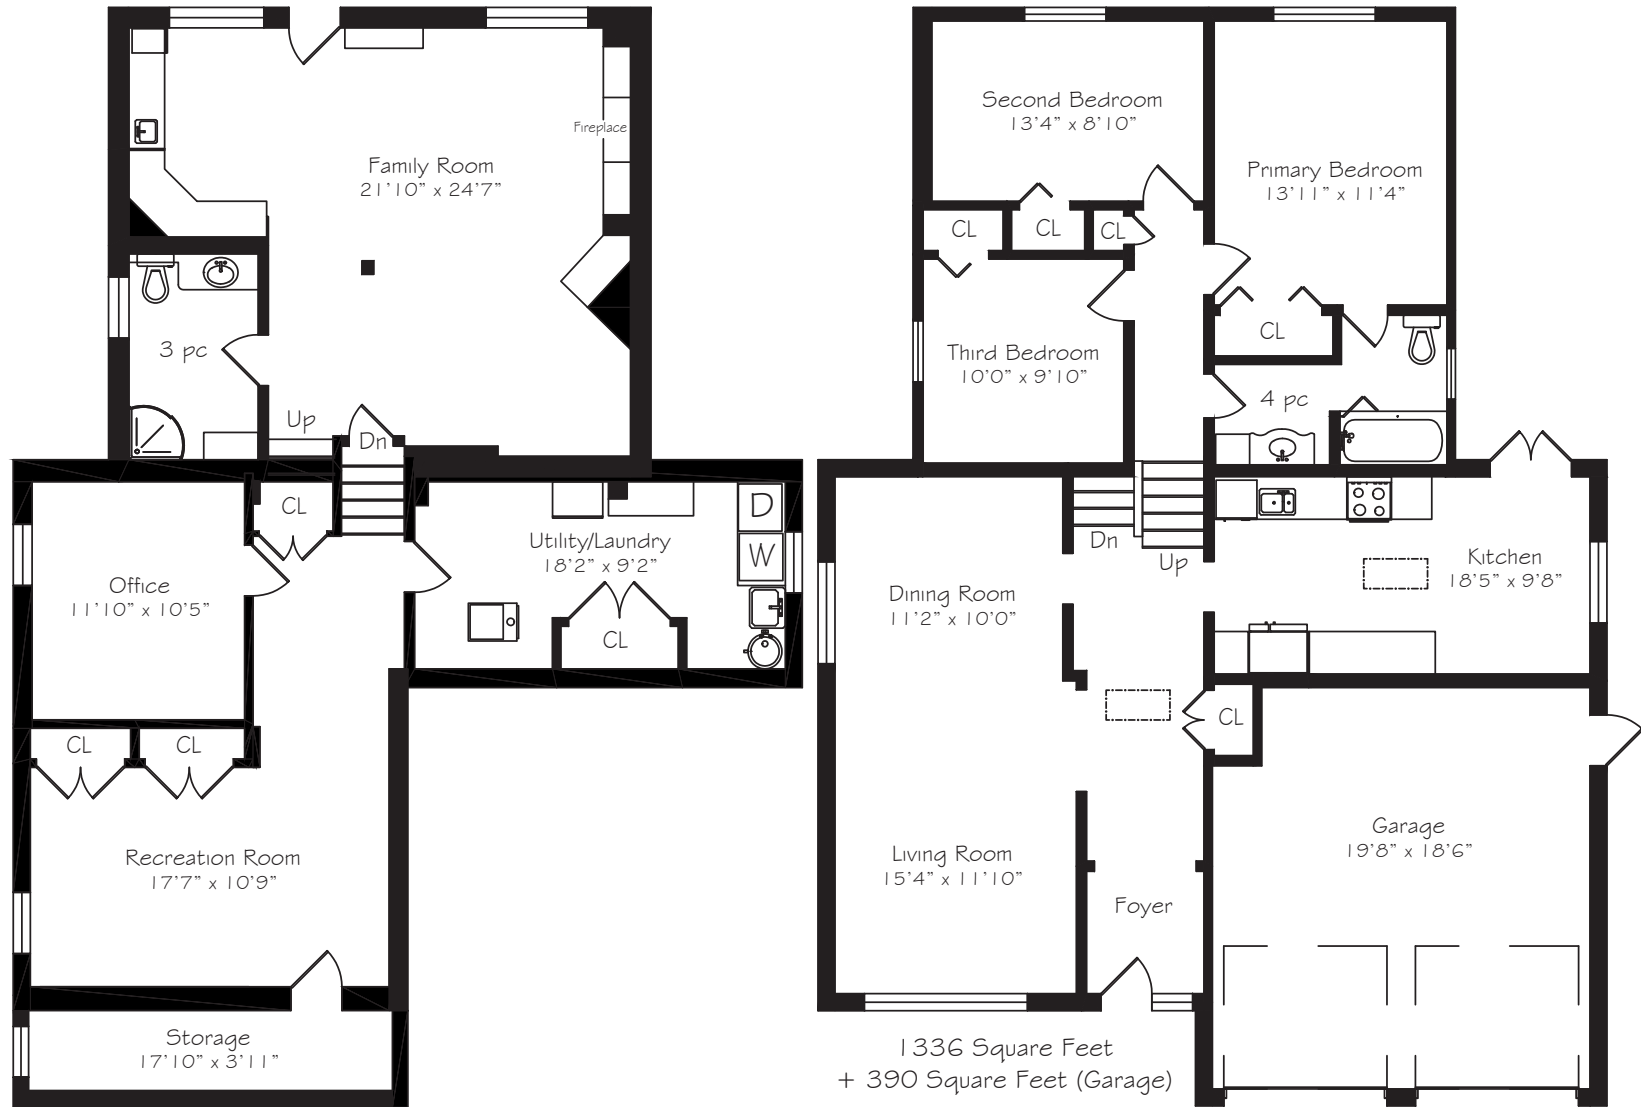 Fireplace
Family Room
21'10" x 24'7"
3 pc
Up
Dn
CL
D
W
Utility/Laundry
18'2" x 9'2"
CL
Office
11'10" x 10'5"
CL
CL
Recreation Room
17'7" x 10'9"
Storage
17'10" x 3'11"
Second Bedroom
13'4" x 8'10"
Primary Bedroom
13'11" x 11'4"
CL
CL
CL
Third Bedroom
10'0" x 9'10"
CL
4 pc
Dn
Up
Kitchen
18'5" x 9'8"
Dining Room
11'2" x 10'0"
CL
Living Room
15'4" x 11'10"
Foyer
Garage
19'8" x 18'6"
1336 Square Feet
+ 390 Square Feet (Garage)